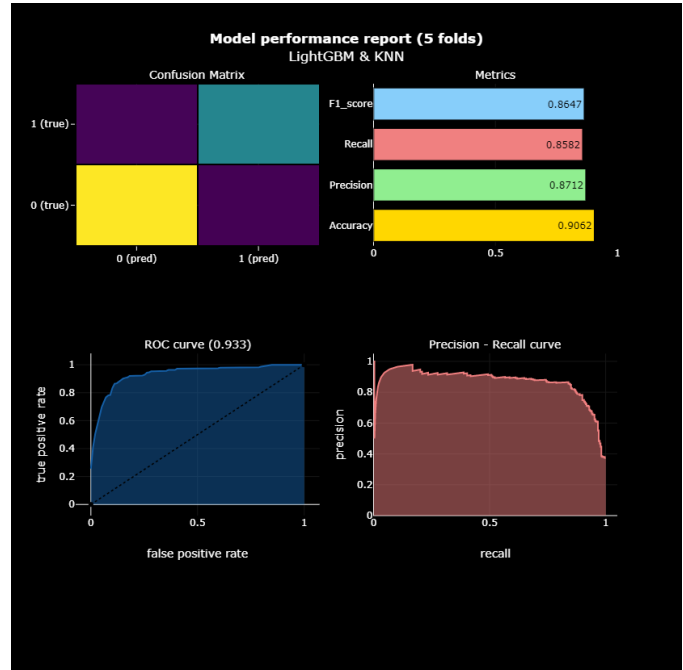 Model performance report (5 folds)
LightGBM & KNN
Confusion Matrix
1 (true)
0 (true)
0 (pred)
1 (pred)
Metrics
F1_score
0.8647
Recall
0.8582
Precision
0.8712
Accuracy
0.9062
0
0.5
1
ROC curve (0.933)
true positive rate
1
0.8
0.6
0.4
0.2
0
0
0.5
1
false positive rate
Precision - Recall curve
precision
1
0.8
0.6
0.4
0.2
0
0
0.5
1
recall